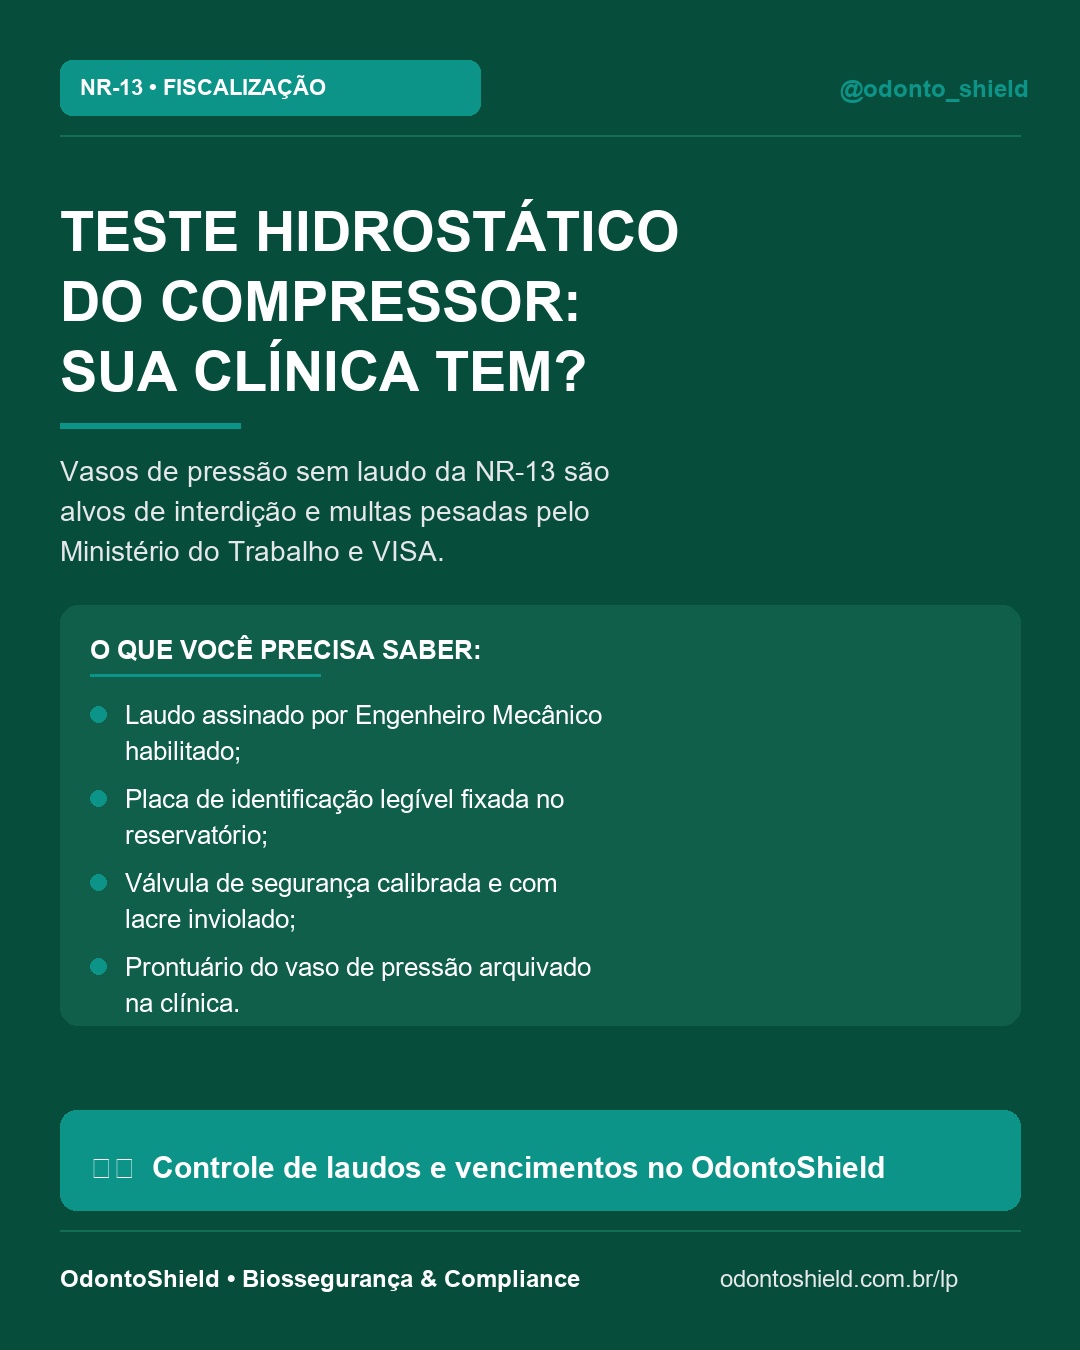 NR-13 • FISCALIZAÇÃO
@odonto_shield
TESTE HIDROSTÁTICO
DO COMPRESSOR:
SUA CLÍNICA TEM?
Vasos de pressão sem laudo da NR-13 são
alvos de interdição e multas pesadas pelo
Ministério do Trabalho e VISA.
O QUE VOCÊ PRECISA SABER:
Laudo assinado por Engenheiro Mecânico
habilitado;
Placa de identificação legível fixada no
reservatório;
Válvula de segurança calibrada e com
lacre inviolado;
Prontuário do vaso de pressão arquivado
na clínica.
Controle de laudos e vencimentos no OdontoShield
OdontoShield • Biossegurança & Compliance
odontoshield.com.br/lp